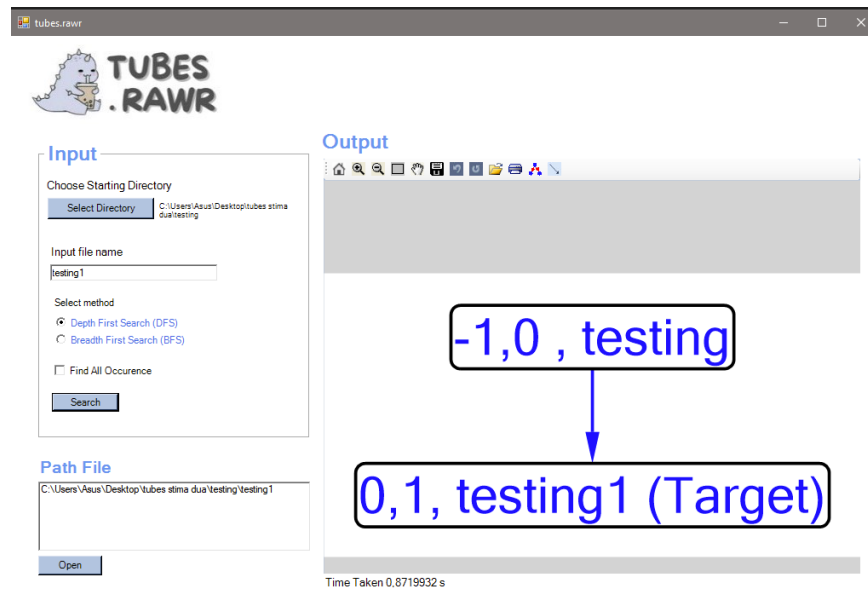 tubes.rawr
TUBES
.RAWR
Input
Choose Starting Directory
Select Directory
C:\Users\Asus\Desktop\tubes stima
dua\testing
Input file name
testing1
Select method
Depth First Search (DFS)
Breadth First Search (BFS)
Find All Occurence
Search
Path File
C:\Users\Asus\Desktop\tubes stima dua\testing\testing1
Open
Output
-1,0 , testing
0,1, testing1 (Target)
Time Taken 0,8719932 s